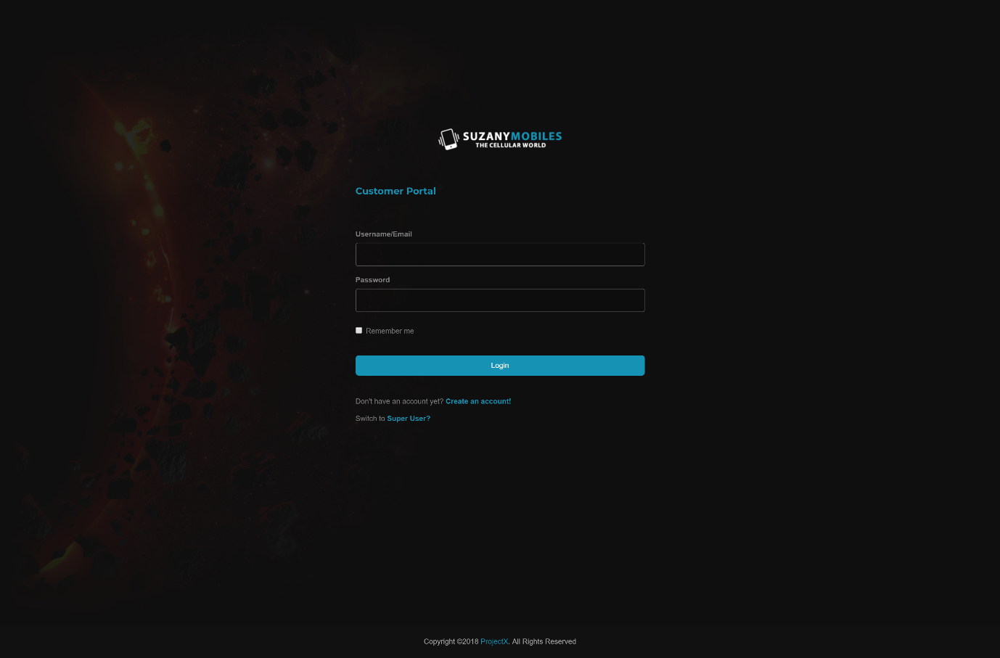 SUZANYMOBILES
THE CELLULAR WORLD
Customer Portal
Username/Email
Password
Remember me
Login
Don't have an account yet? Create an account!
Switch to Super User?
Copyright ©2018 ProjectX. All Rights Reserved